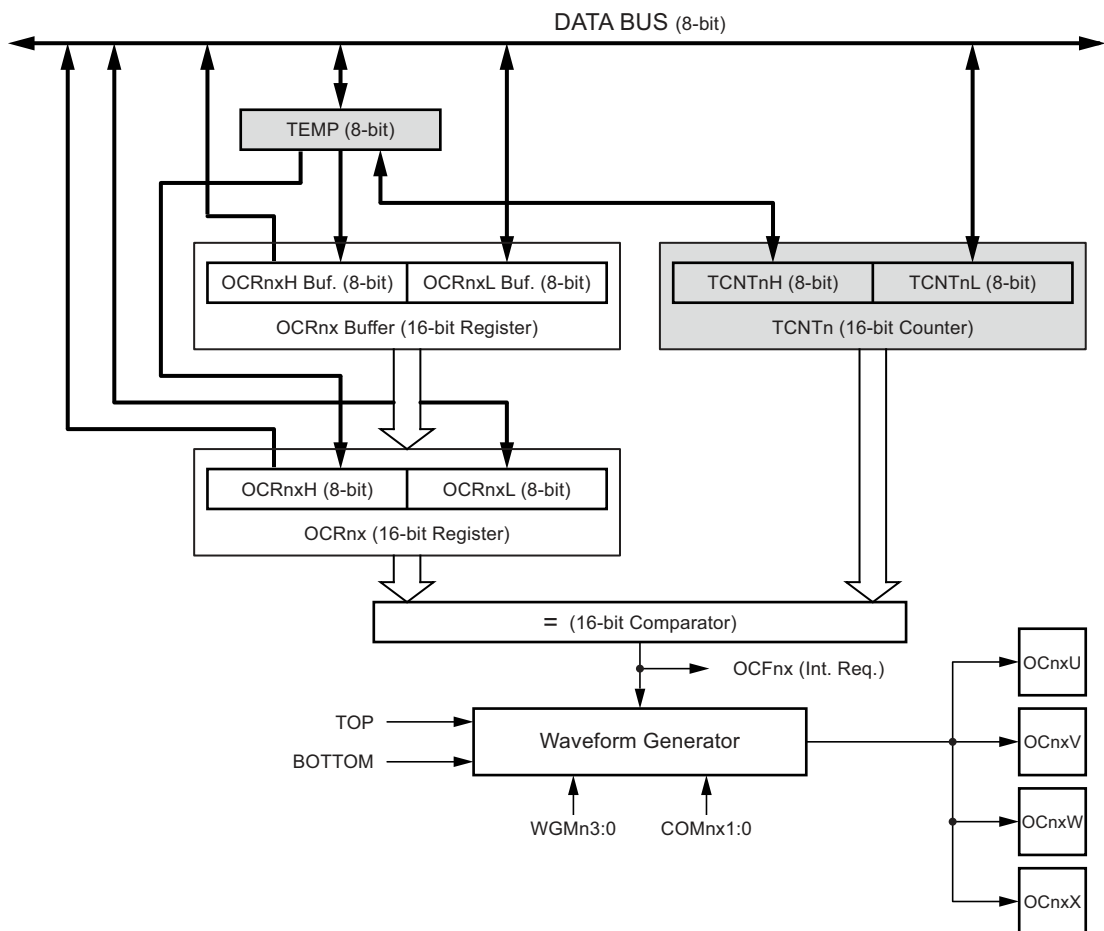 DATA BUS (8-bit)
TEMP (8-bit)
OCRnxH Buf. (8-bit)
OCRnxL Buf. (8-bit)
OCRnx Buffer (16-bit Register)
TCNTnH (8-bit)
TCNTnL (8-bit)
TCNTn (16-bit Counter)
OCRnxH (8-bit)
OCRnxL (8-bit)
OCRnx (16-bit Register)
= (16-bit Comparator)
OCFnx (Int. Req.)
TOP
BOTTOM
Waveform Generator
WGMn3:0
COMnx1:0
OCnxU
OCnxV
OCnxW
OCnxX